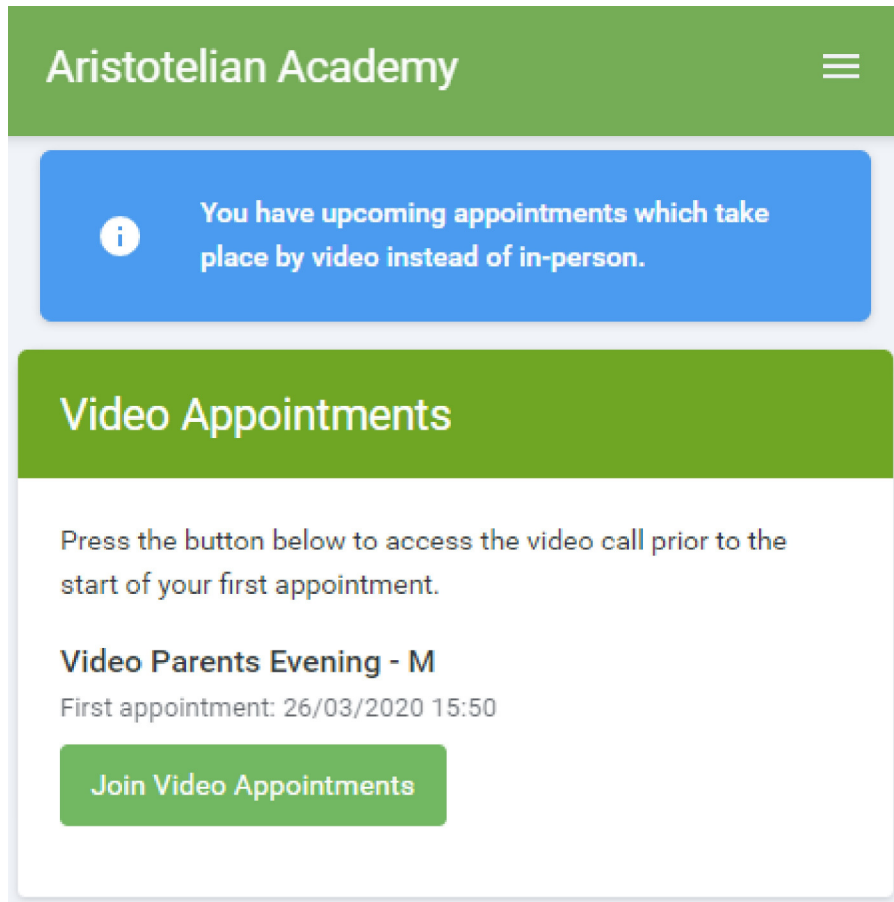 Aristotelian Academy
You have upcoming appointments which take
place by video instead of in-person.
Video Appointments
Press the button below to access the video call prior to the
start of your first appointment.
Video Parents Evening - M
First appointment: 26/03/2020 15:50
Join Video Appointments